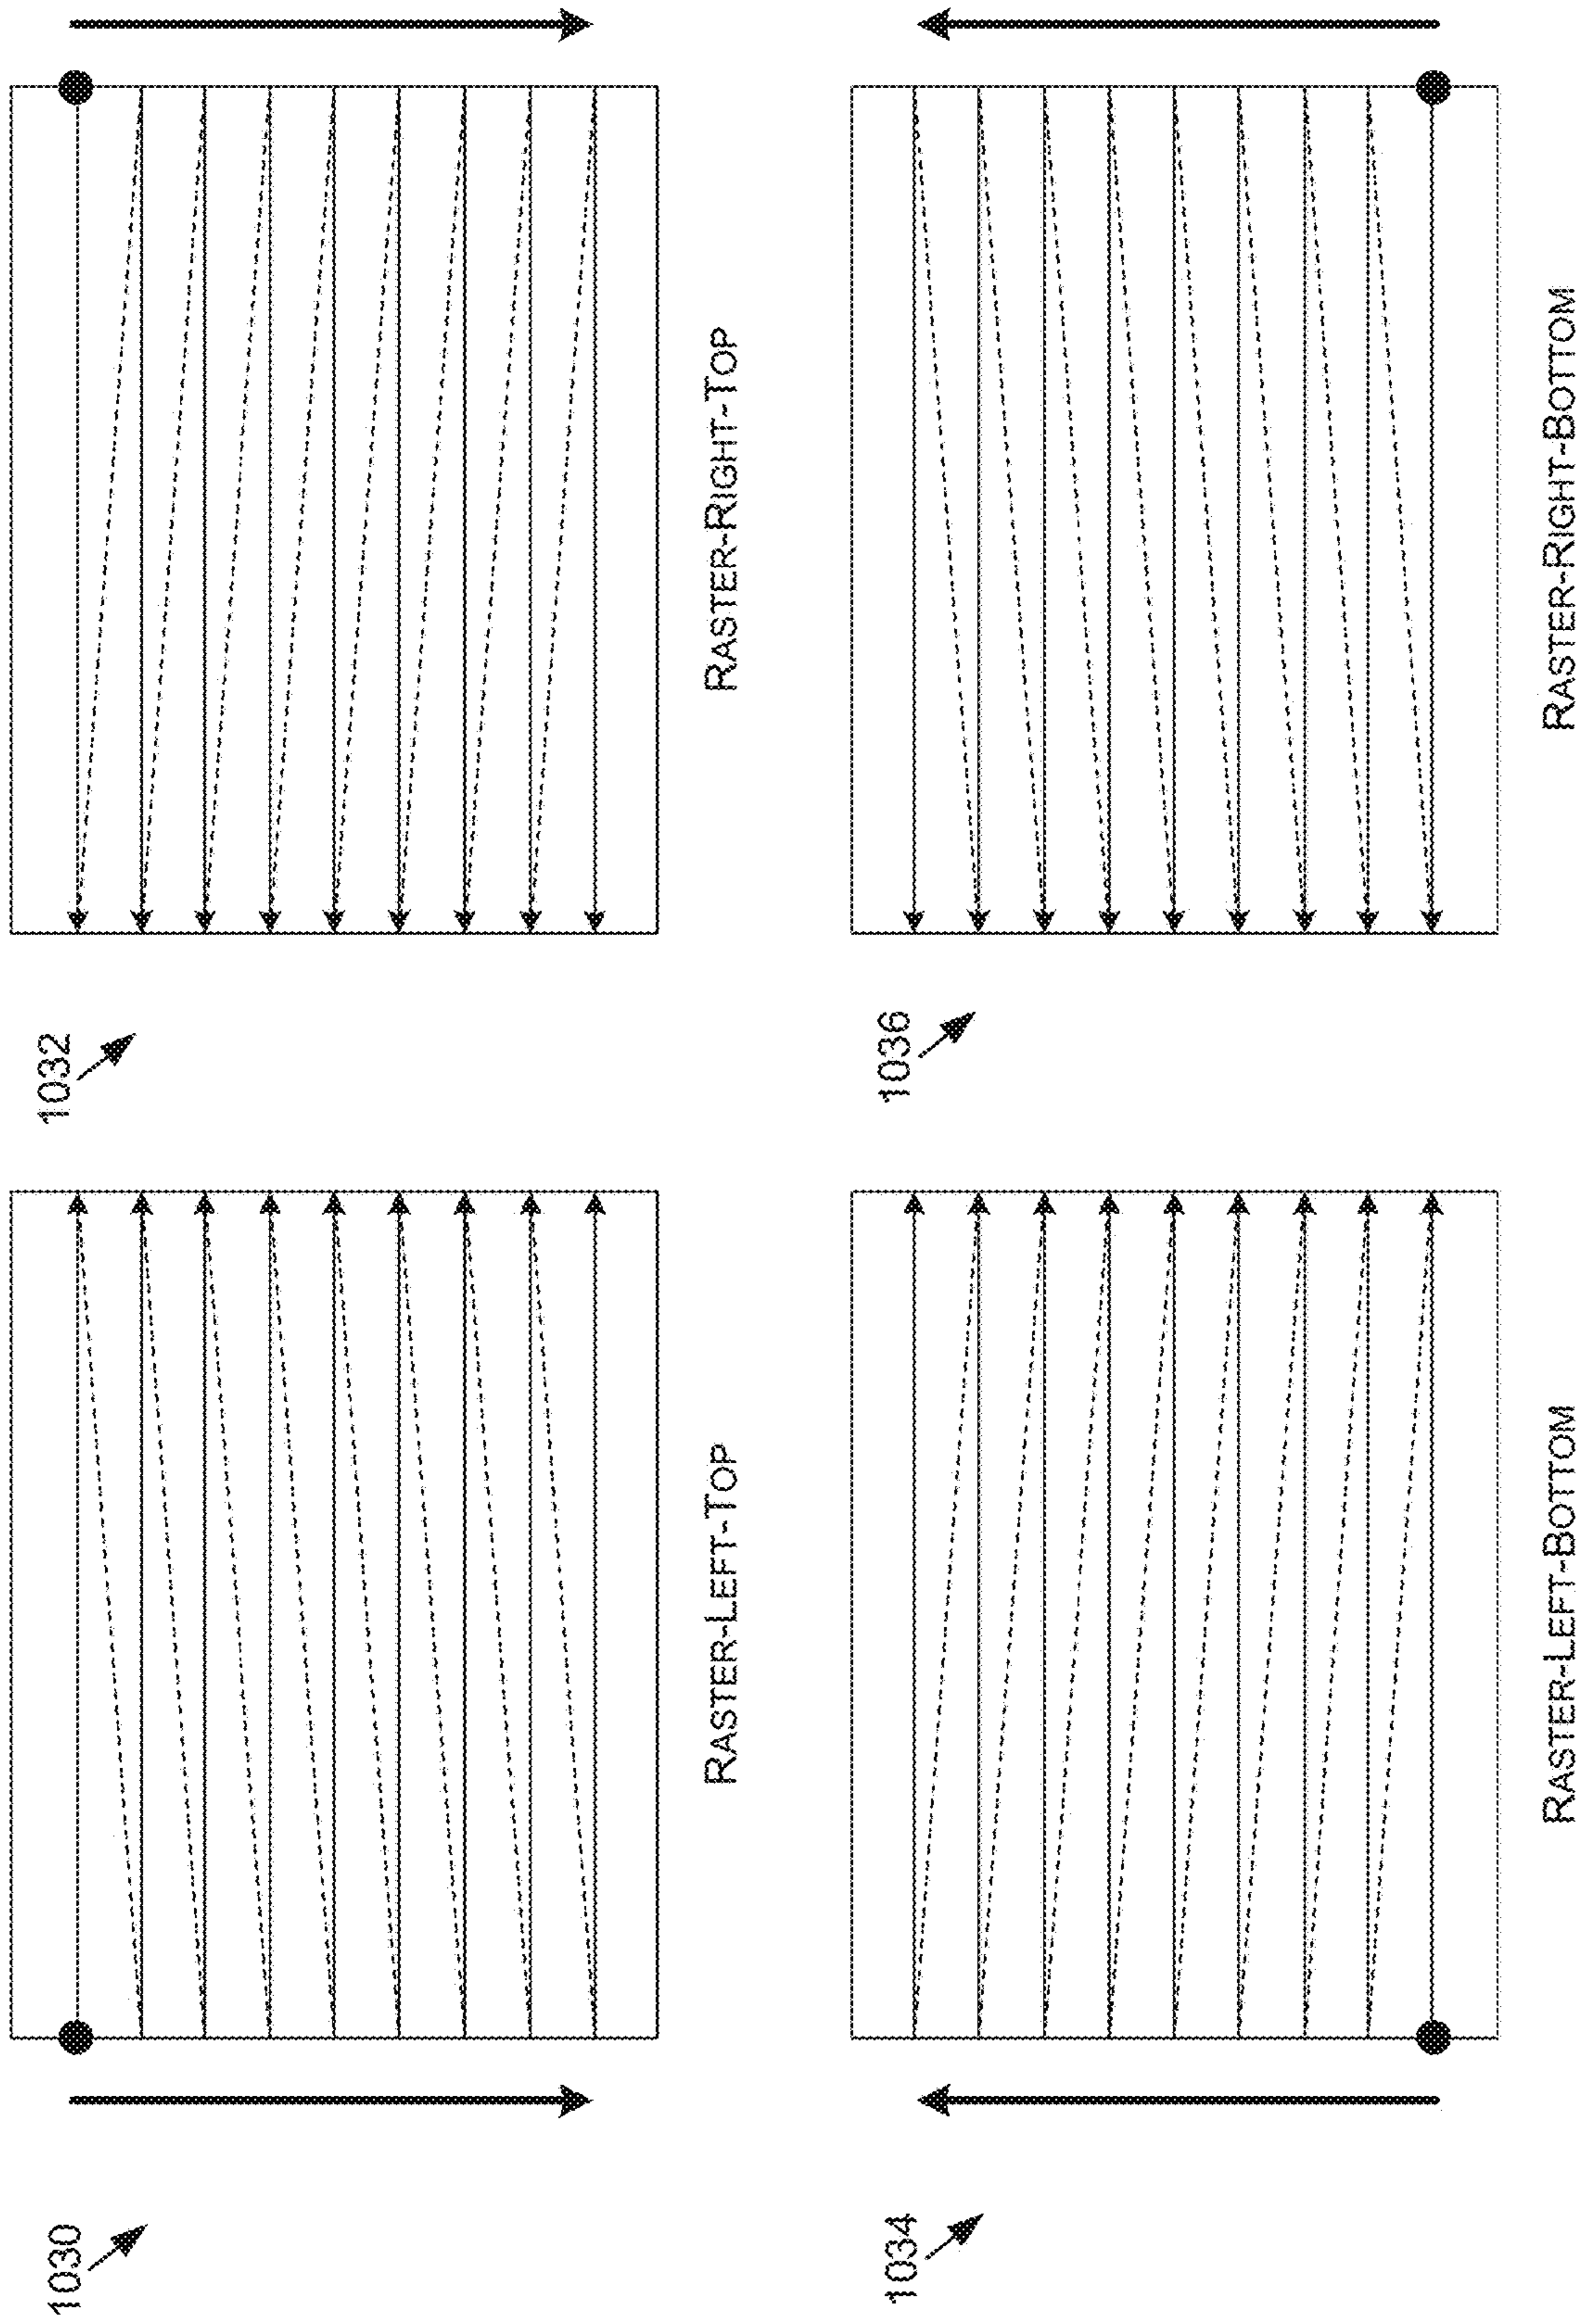 1030
1032
RASTER-LEFT-TOP
RASTER-RIGHT-TOP
1034
1036
RASTER-LEFT-BOTTOM
RASTER-RIGHT-BOTTOM